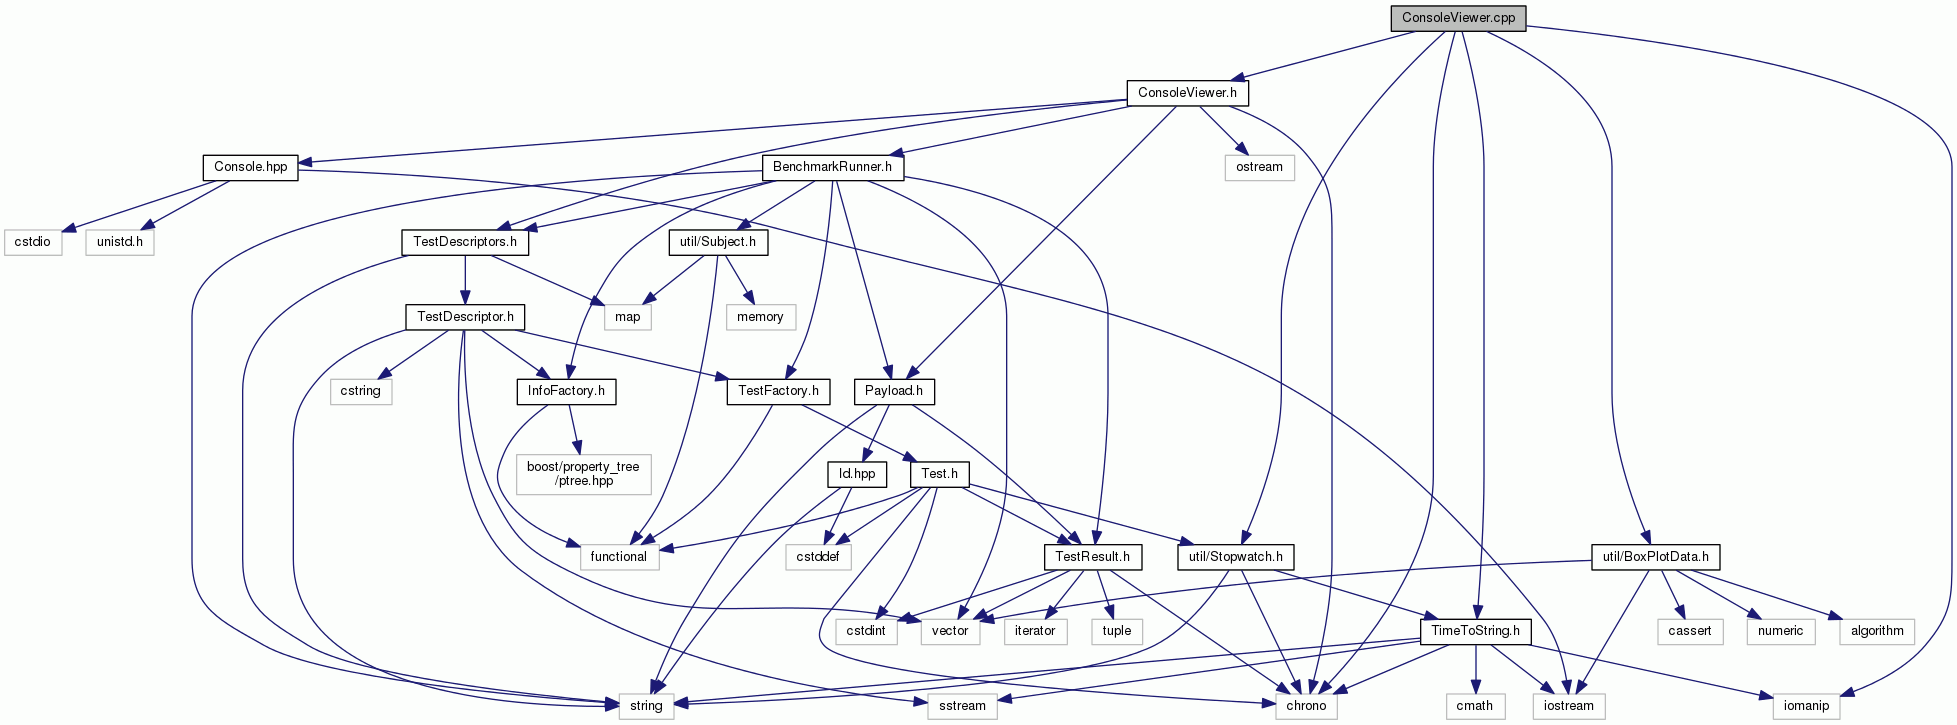 ConsoleViewer.cpp
ConsoleViewer.h
Console.hpp
BenchmarkRunner.h
ostream
cstdio
unistd.h
TestDescriptors.h
util/Subject.h
TestDescriptor.h
map
memory
cstring
InfoFactory.h
TestFactory.h
Payload.h
boost/property_tree
/ptree.hpp
Id.hpp
Test.h
functional
cstddef
TestResult.h
util/Stopwatch.h
util/BoxPlotData.h
cstdint
vector
iterator
tuple
TimeToString.h
cassert
numeric
algorithm
string
sstream
chrono
cmath
iostream
iomanip